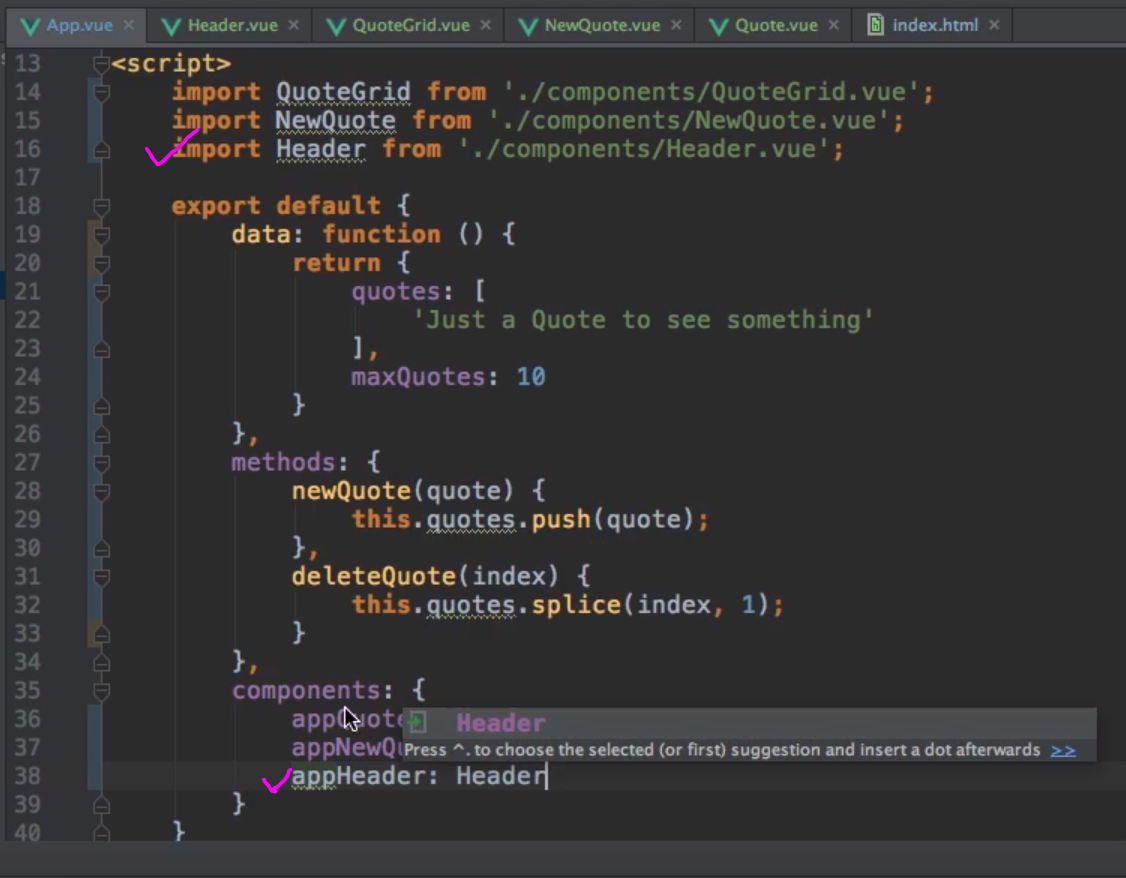 App.vue × Header.vue × QuoteGrid.vue × NewQuote.vue × Quote.vue × index.html ×
13 <script>
14 import QuoteGrid from './components/QuoteGrid.vue';
15 import NewQuote from './components/NewQuote.vue';
16 import Header from './components/Header.vue';
17
18 export default {
19 data: function () {
20 return {
21 quotes: [
22 'Just a Quote to see something'
23 ],
24 maxQuotes: 10
25 }
26 },
27 methods: {
28 newQuote(quote) {
29 this.quotes.push(quote);
30 },
31 deleteQuote(index) {
32 this.quotes.splice(index, 1);
33 }
34 },
35 components: {
36 Header
37 Press ^. to choose the selected (or first) suggestion and insert a dot afterwards >>
38 appHeader: Header
39 }
40 }